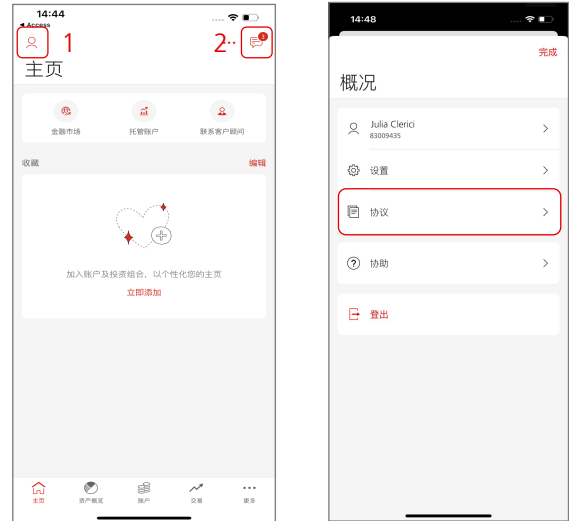 14:44
Access
1
2
3
主页
金融市场
托管账户
联系客户顾问
收藏
编辑
加入账户及投资组合，以个性化您的主页
立即添加
主页
资产概览
账户
交易
更多
14:48
完成
概况
Julia Clerici
83009435
设置
协议
协助
登出